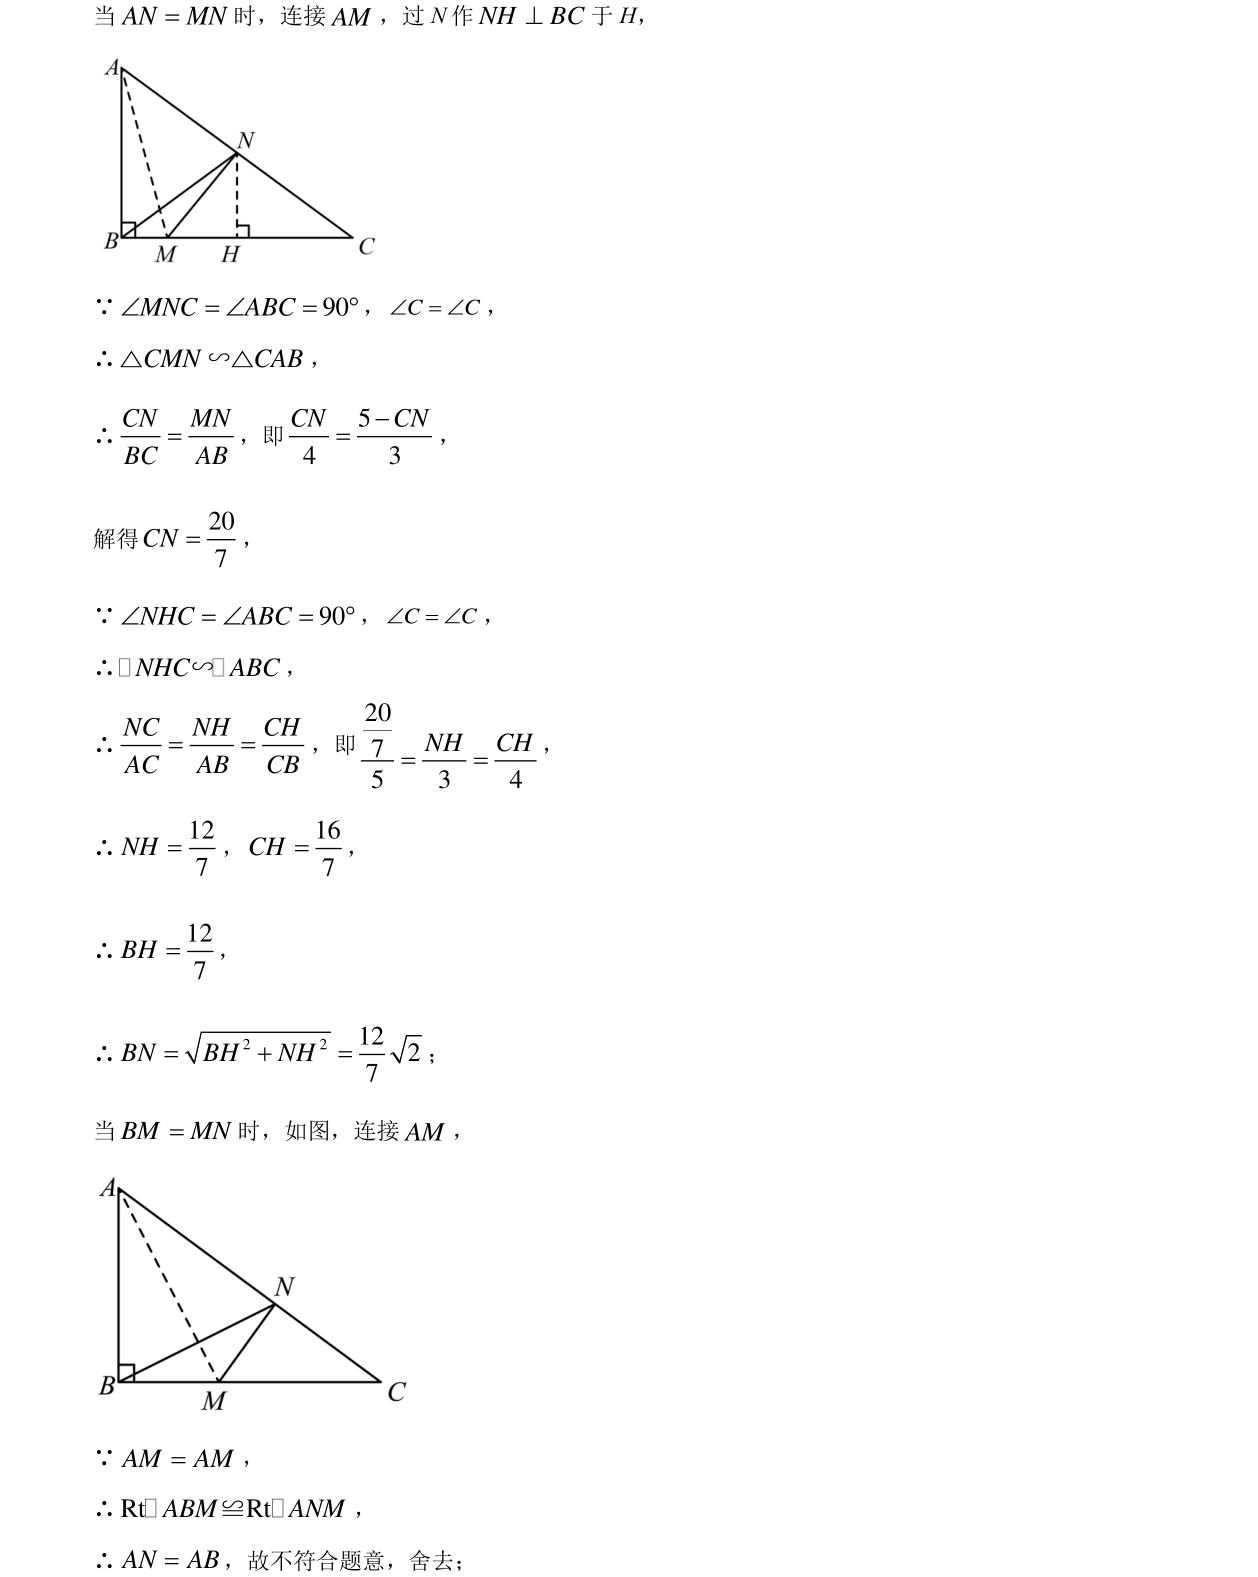 当 AN = MN 时，连接 AM ，过 N 作 NH ⊥ BC 于 H，
A
N
B
M
H
C
∵ ∠MNC = ∠ABC = 90°，∠C = ∠C，
∴ △CMN ∽△CAB，
∴ CN/BC = MN/AB，即 CN/4 = (5 − CN)/3，
解得 CN = 20/7，
∵ ∠NHC = ∠ABC = 90°，∠C = ∠C，
∴ □ NHC∽□ ABC，
∴ NC/AC = NH/AB = CH/CB，即 (20/7)/5 = NH/3 = CH/4，
∴ NH = 12/7，CH = 16/7，
∴ BH = 12/7，
∴ BN = √(BH² + NH²) = 12/7 √2；
当 BM = MN 时，如图，连接 AM，
A
N
B
M
C
∵ AM = AM，
∴ Rt□ ABM≌Rt□ ANM，
∴ AN = AB，故不符合题意，舍去；